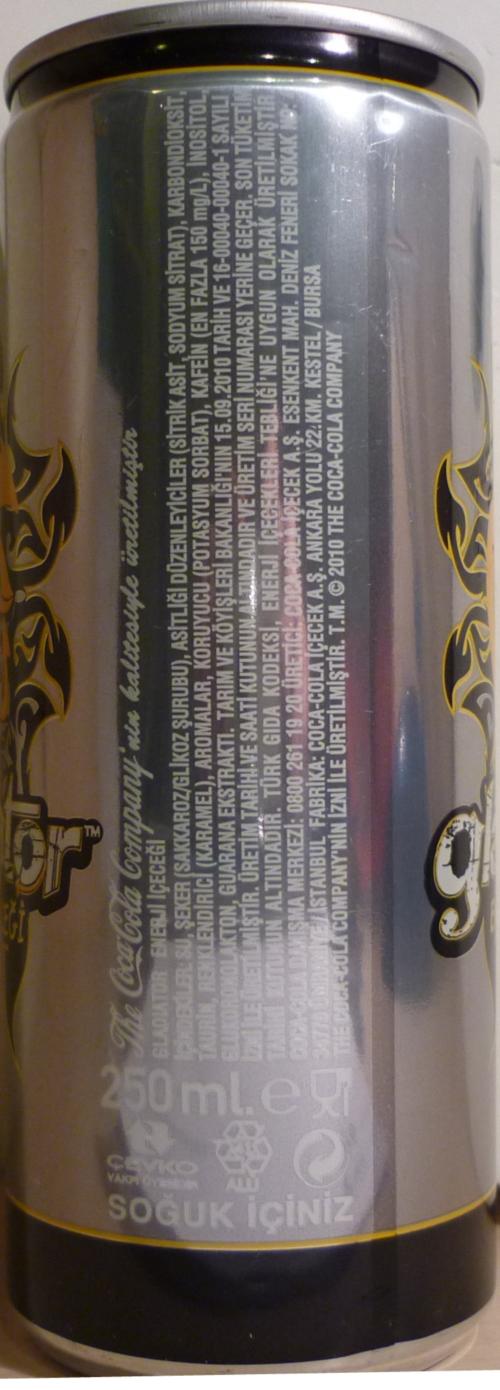 The Coca-Cola Company'nin kalitesiyle üretilmiştir
GLADIATOR ENERJİ İÇECEĞİ
İÇİNDEKİLER: SU, ŞEKER (SAKKAROZ/GLİKOZ ŞURUBU), ASİTLİĞİ DÜZENLEYİCİLER (SİTRİK ASİT, SODYUM SİTRAT), KARBONDİOKSİT,
TAURİN, RENKLENDİRİCİ (KARAMEL), AROMALAR, KORUYUCU (POTASYUM SORBAT), KAFEİN (EN FAZLA 150 mg/L), İNOSİTOL,
GLUKORONOLAKTON, GUARANA EKSTRAKTI. TARIM VE KÖYİŞLERİ BAKANLIĞI'NIN 15.09.2010 TARİH VE 16-00040-00040-1 SAYILI
İZNİ İLE ÜRETİLMİŞTİR. ÜRETİM TARİHİ VE SAATİ KUTUNUN ALTINDADIR VE ÜRETİM SERİ NUMARASI YERİNE GEÇER. SON TÜKETİM
TARİHİ KUTUNUN ALTINDADIR. TÜRK GIDA KODEKSİ ENERJİ İÇECEKLERİ TEBLİĞİ'NE UYGUN OLARAK ÜRETİLMİŞTİR.
COCA-COLA DANIŞMA MERKEZİ: 0800 261 19 20 ÜRETİCİ: COCA-COLA İÇECEK A.Ş. ESENKENT MAH. DENİZ FENERİ SOKAK
İSTANBUL FABRİKA: COCA-COLA İÇECEK A.Ş. ANKARA YOLU 22.KM. KESTEL / BURSA
THE COCA-COLA COMPANY'NİN İZNİ İLE ÜRETİLMİŞTİR. T.M. © 2010 THE COCA-COLA COMPANY
250 ml. e
ÇEVKO
SOĞUK İÇİNİZ